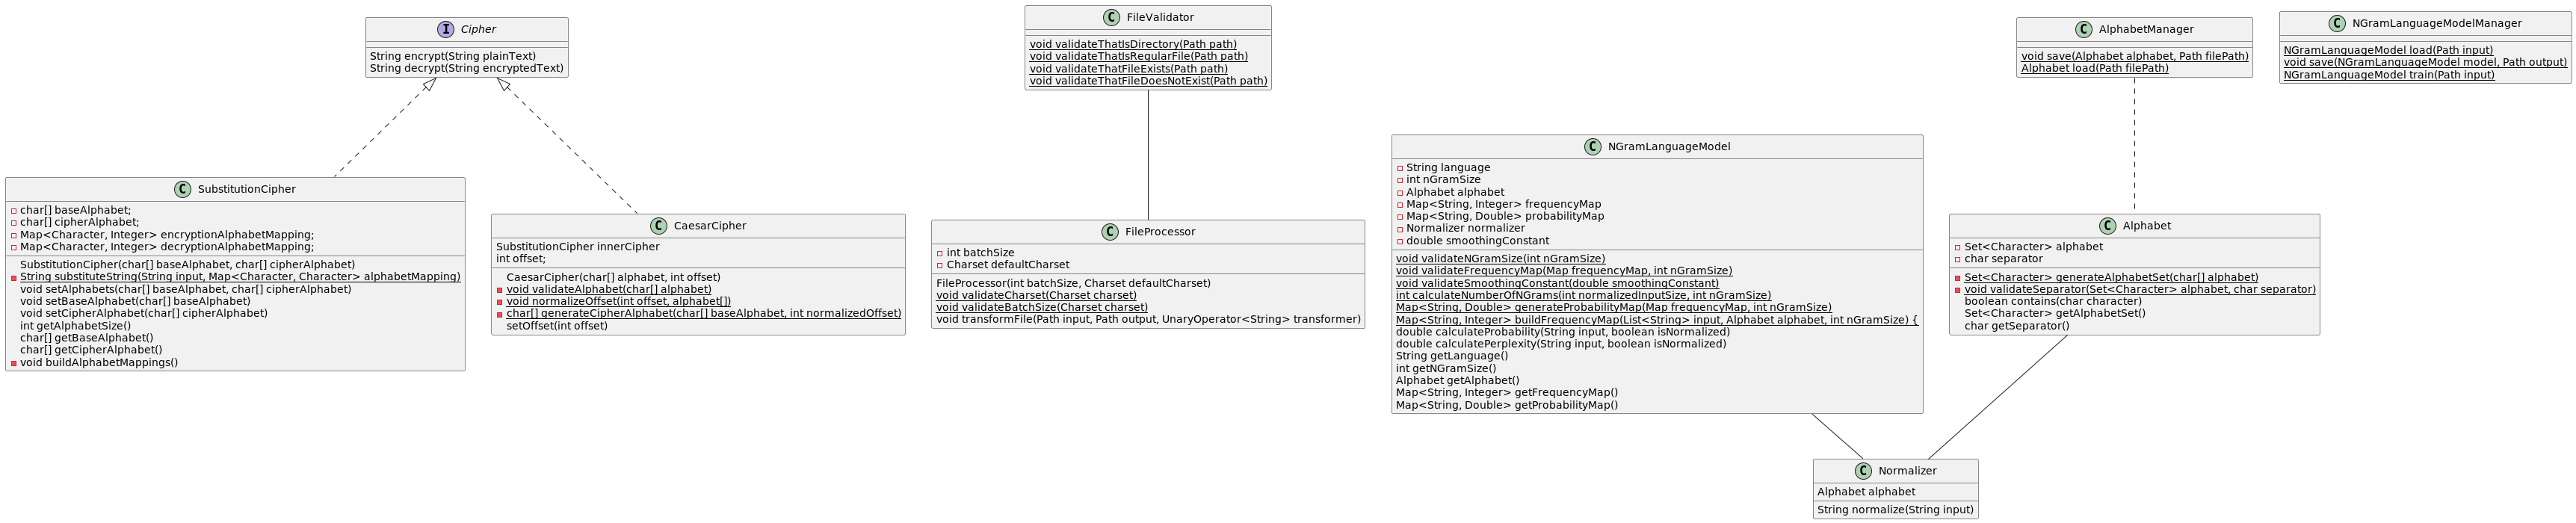 Cipher
String encrypt(String plainText)
String decrypt(String encryptedText)
FileValidator
void validateThatIsDirectory(Path path)
void validateThatIsRegularFile(Path path)
void validateThatFileExists(Path path)
void validateThatFileDoesNotExist(Path path)
AlphabetManager
void save(Alphabet alphabet, Path filePath)
Alphabet load(Path filePath)
NGramLanguageModelManager
NGramLanguageModel load(Path input)
void save(NGramLanguageModel model, Path output)
NGramLanguageModel train(Path input)
SubstitutionCipher
char[] baseAlphabet;
char[] cipherAlphabet;
Map<Character, Integer> encryptionAlphabetMapping;
Map<Character, Integer> decryptionAlphabetMapping;
SubstitutionCipher(char[] baseAlphabet, char[] cipherAlphabet)
String substituteString(String input, Map<Character, Character> alphabetMapping)
void setAlphabets(char[] baseAlphabet, char[] cipherAlphabet)
void setBaseAlphabet(char[] baseAlphabet)
void setCipherAlphabet(char[] cipherAlphabet)
int getAlphabetSize()
char[] getBaseAlphabet()
char[] getCipherAlphabet()
void buildAlphabetMappings()
CaesarCipher
SubstitutionCipher innerCipher
int offset;
CaesarCipher(char[] alphabet, int offset)
void validateAlphabet(char[] alphabet)
void normalizeOffset(int offset, alphabet[])
char[] generateCipherAlphabet(char[] baseAlphabet, int normalizedOffset)
setOffset(int offset)
FileProcessor
int batchSize
Charset defaultCharset
FileProcessor(int batchSize, Charset defaultCharset)
void validateCharset(Charset charset)
void validateBatchSize(Charset charset)
void transformFile(Path input, Path output, UnaryOperator<String> transformer)
NGramLanguageModel
String language
int nGramSize
Alphabet alphabet
Map<String, Integer> frequencyMap
Map<String, Double> probabilityMap
Normalizer normalizer
double smoothingConstant
void validateNGramSize(int nGramSize)
void validateFrequencyMap(Map frequencyMap, int nGramSize)
void validateSmoothingConstant(double smoothingConstant)
int calculateNumberOfNGrams(int normalizedInputSize, int nGramSize)
Map<String, Double> generateProbabilityMap(Map frequencyMap, int nGramSize)
Map<String, Integer> buildFrequencyMap(List<String> input, Alphabet alphabet, int nGramSize) {
double calculateProbability(String input, boolean isNormalized)
double calculatePerplexity(String input, boolean isNormalized)
String getLanguage()
int getNGramSize()
Alphabet getAlphabet()
Map<String, Integer> getFrequencyMap()
Map<String, Double> getProbabilityMap()
Alphabet
Set<Character> alphabet
char separator
Set<Character> generateAlphabetSet(char[] alphabet)
void validateSeparator(Set<Character> alphabet, char separator)
boolean contains(char character)
Set<Character> getAlphabetSet()
char getSeparator()
Normalizer
Alphabet alphabet
String normalize(String input)